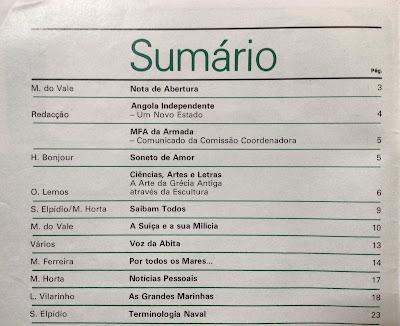 Sumário
Pág.
M. do Vale Nota de Abertura 3
Angola Independente
Redacção – Um Novo Estado 4
MFA da Armada
– Comunicado da Comissão Coordenadora 5
H. Bonjour Soneto de Amor 5
Ciências, Artes e Letras
A Arte da Grécia Antiga
O. Lemos através da Escultura 6
S. Elpídio/M. Horta Saibam Todos 9
M. do Vale A Suíça e a sua Milícia 10
Vários Voz da Abita 13
M. Ferreira Por todos os Mares... 14
M. Horta Notícias Pessoais 17
L. Vilarinho As Grandes Marinhas 18
S. Elpídio Terminologia Naval 23